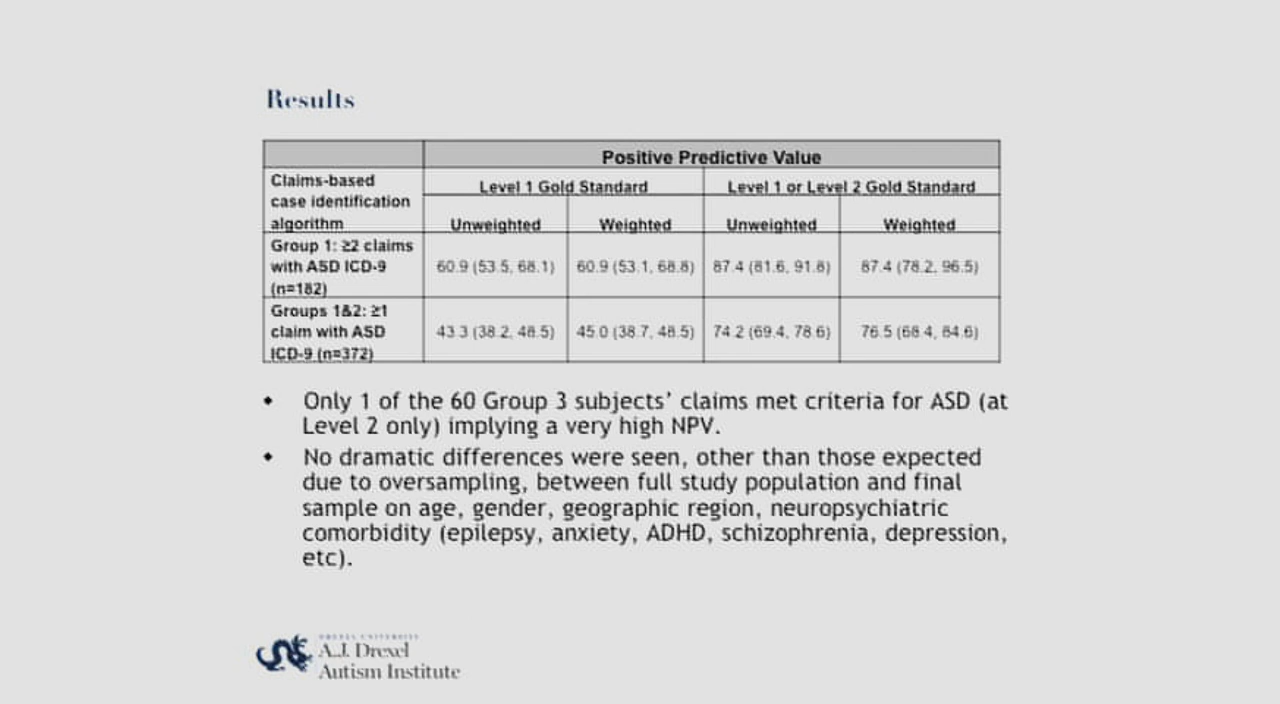 Results
Positive Predictive Value
Claims-based
case identification
algorithm
Level 1 Gold Standard
Level 1 or Level 2 Gold Standard
Unweighted
Weighted
Unweighted
Weighted
Group 1: ≥2 claims
with ASD ICD-9
(n=182)
60.9 (53.5, 68.1)
60.9 (53.1, 68.8)
87.4 (81.6, 91.8)
87.4 (78.2, 96.5)
Groups 1&2: ≥1
claim with ASD
ICD-9 (n=372)
43.3 (38.2, 48.5)
45.0 (38.7, 48.5)
74.2 (69.4, 78.6)
76.5 (68.4, 84.6)
• Only 1 of the 60 Group 3 subjects’ claims met criteria for ASD (at
Level 2 only) implying a very high NPV.
• No dramatic differences were seen, other than those expected
due to oversampling, between full study population and final
sample on age, gender, geographic region, neuropsychiatric
comorbidity (epilepsy, anxiety, ADHD, schizophrenia, depression,
etc).
DREXEL UNIVERSITY
A.J. Drexel
Autism Institute